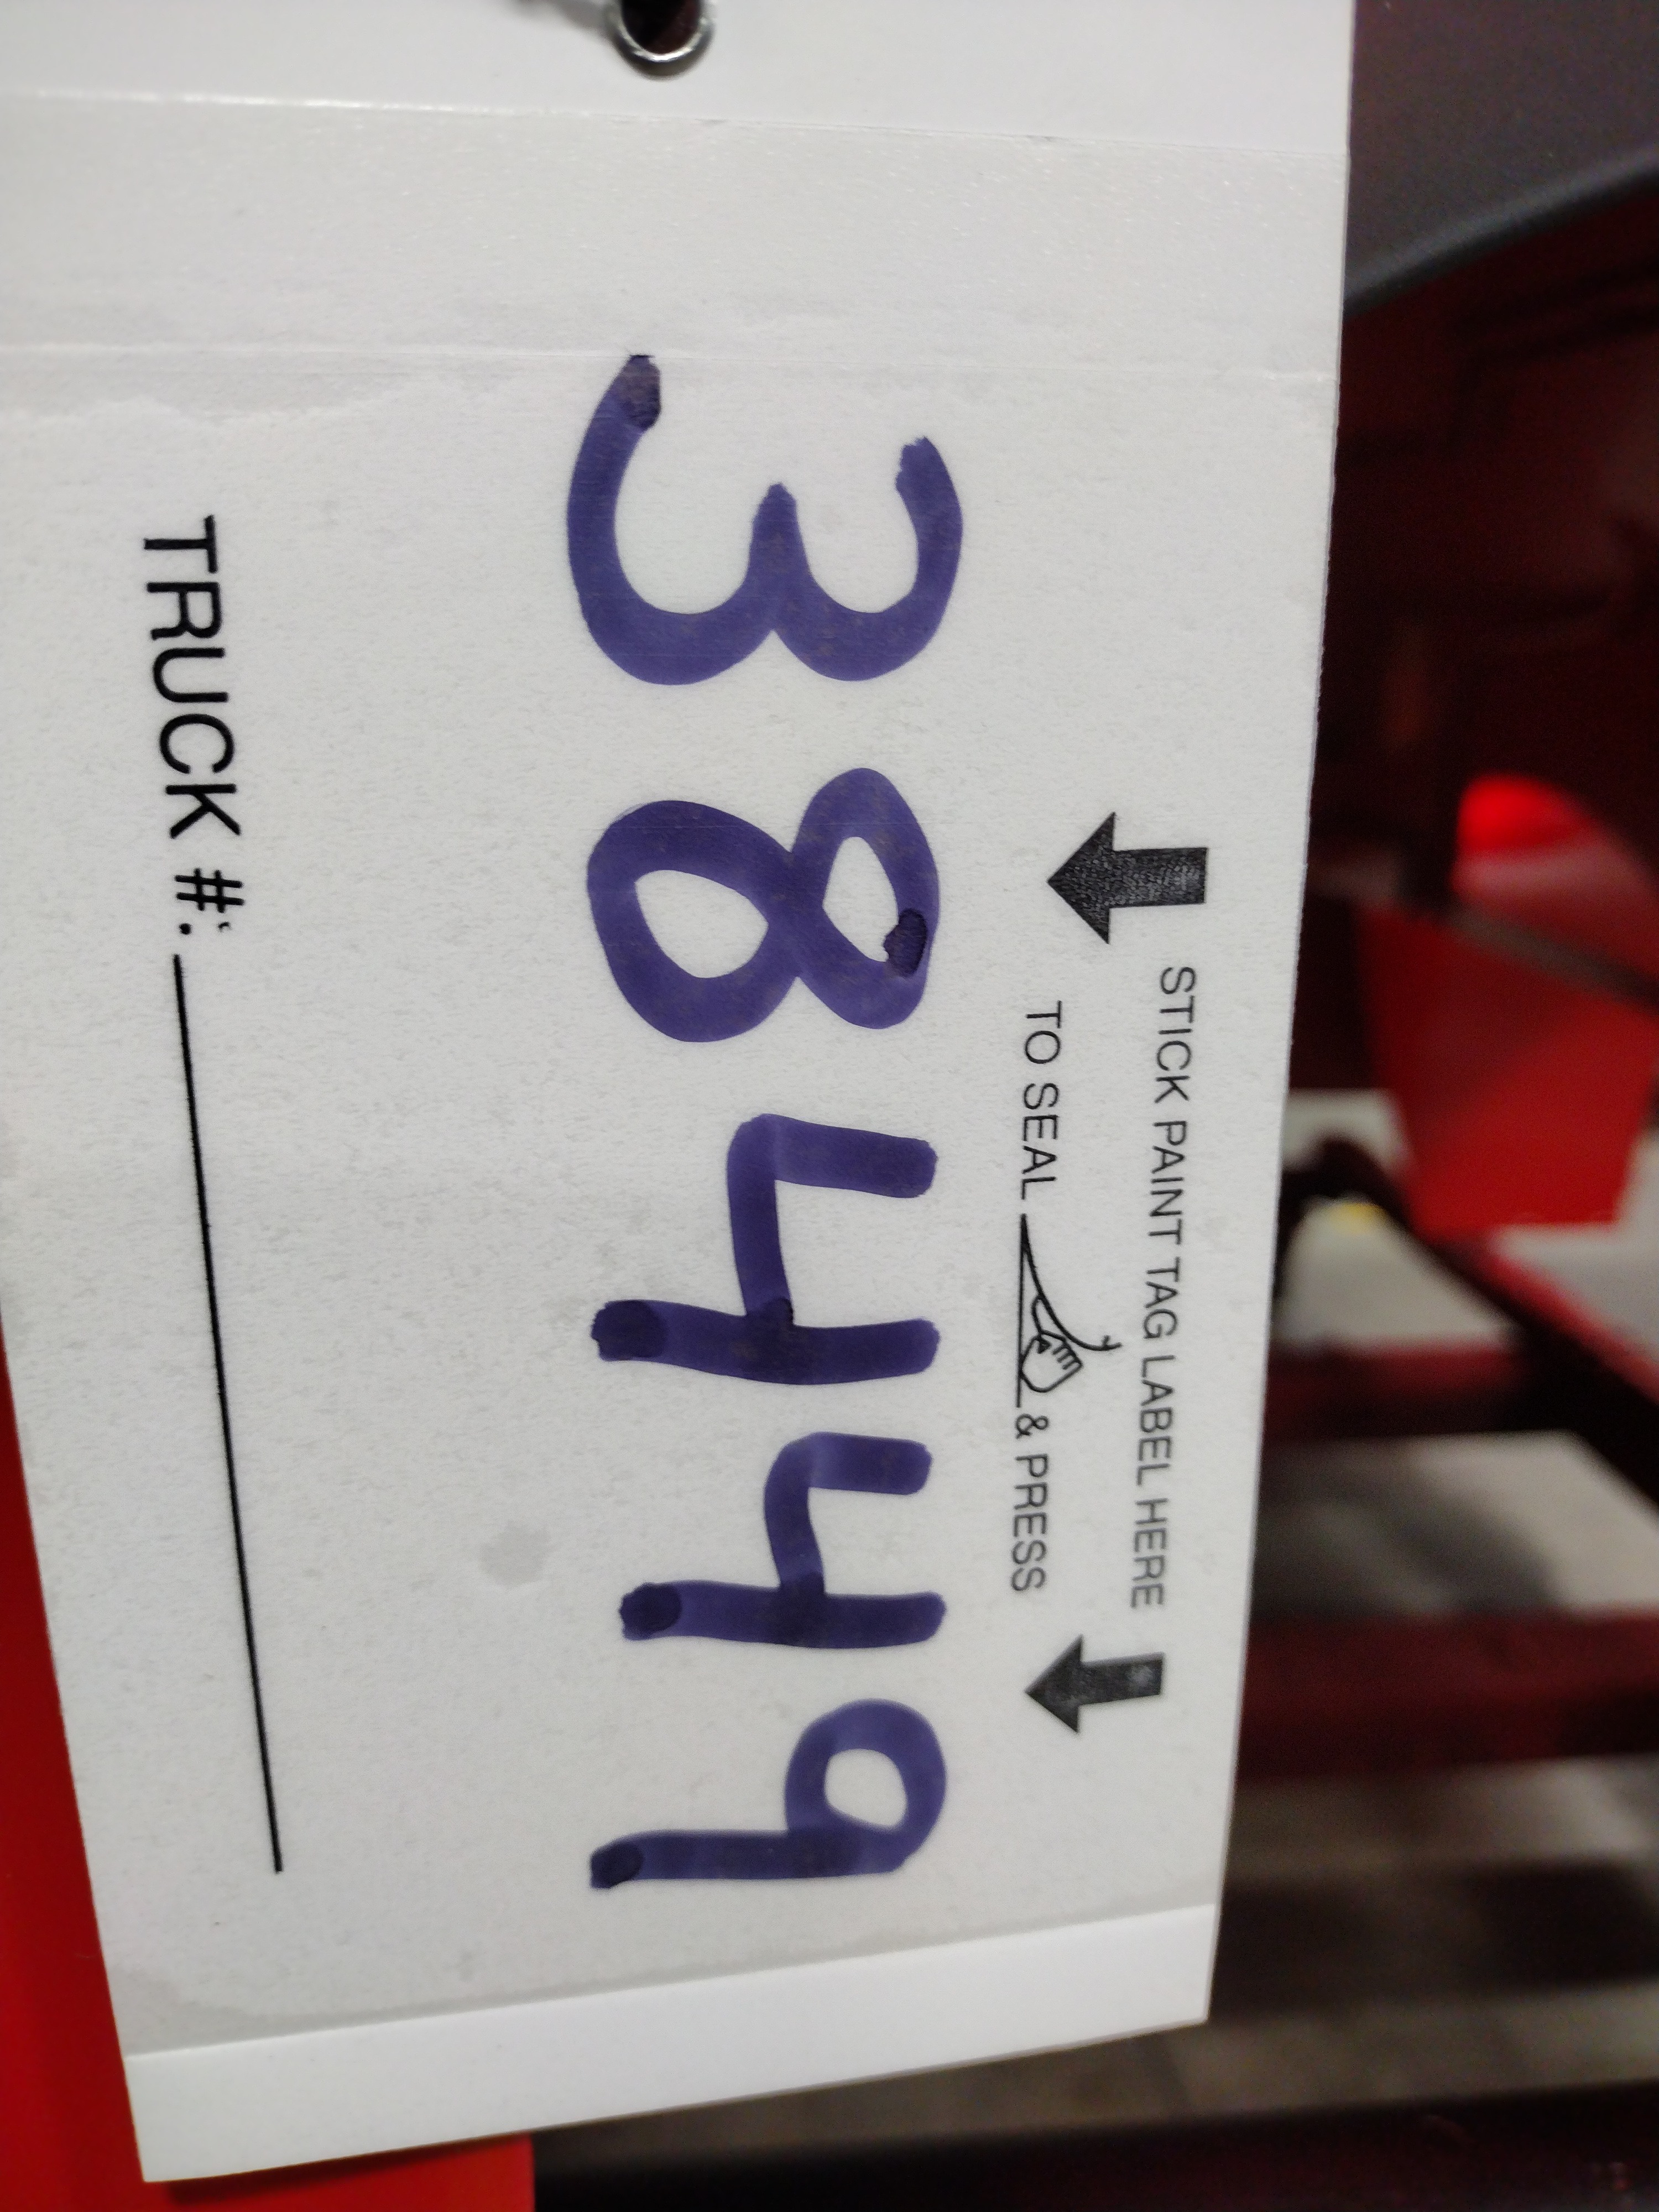 STICK PAINT TAG LABEL HERE
TO SEAL & PRESS
38449
TRUCK #: